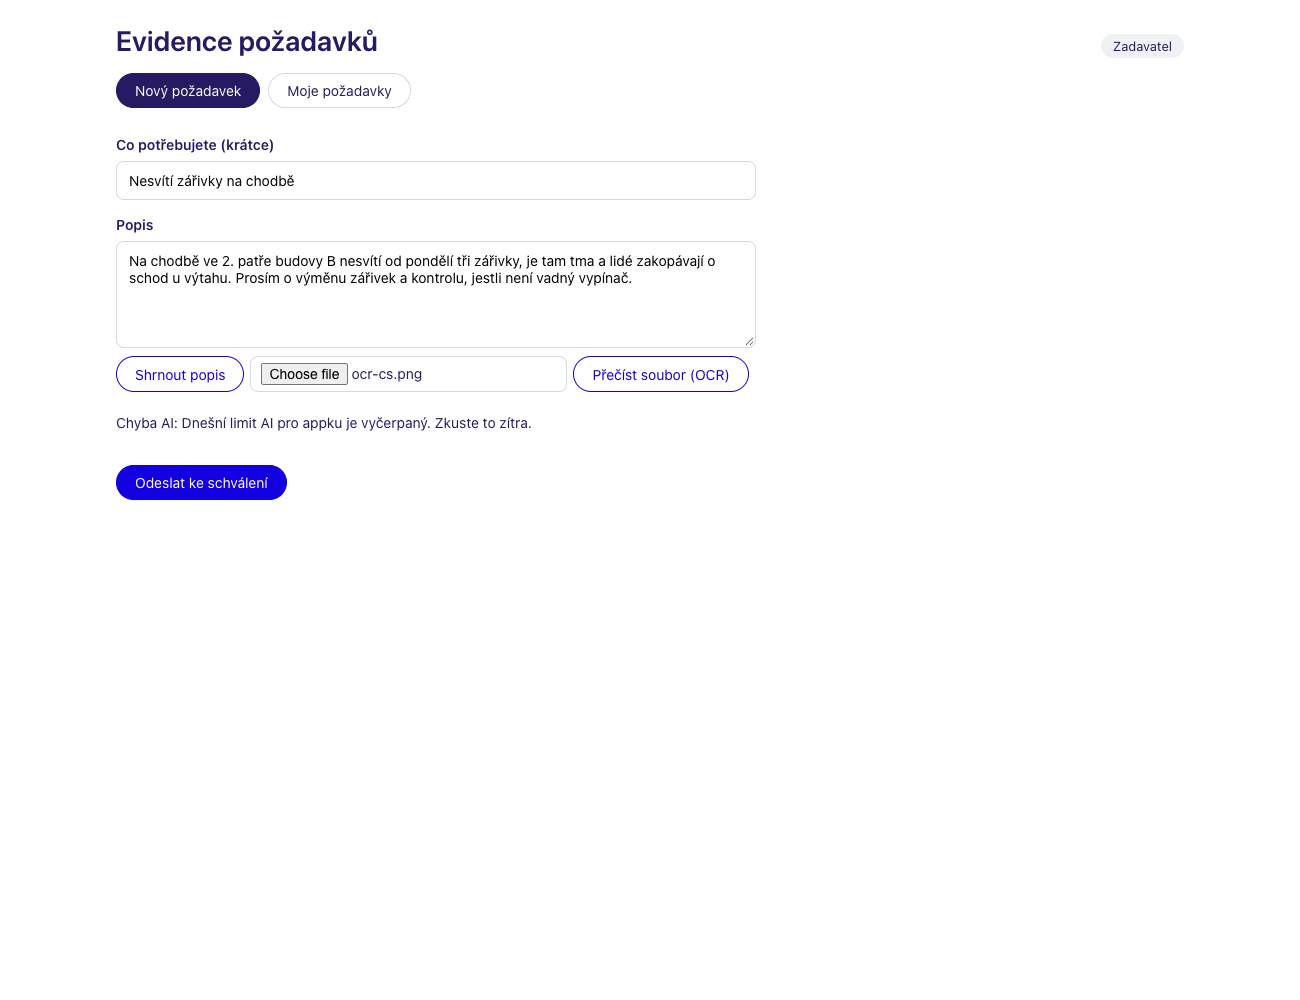 Evidence požadavků
Zadavatel
Nový požadavek
Moje požadavky
Co potřebujete (krátce)
Nesvítí zářivky na chodbě
Popis
Na chodbě ve 2. patře budovy B nesvítí od pondělí tři zářivky, je tam tma a lidé zakopávají o
schod u výtahu. Prosím o výměnu zářivek a kontrolu, jestli není vadný vypínač.
Shrnout popis
Choose file ocr-cs.png
Přečíst soubor (OCR)
Chyba AI: Dnešní limit AI pro appku je vyčerpaný. Zkuste to zítra.
Odeslat ke schválení